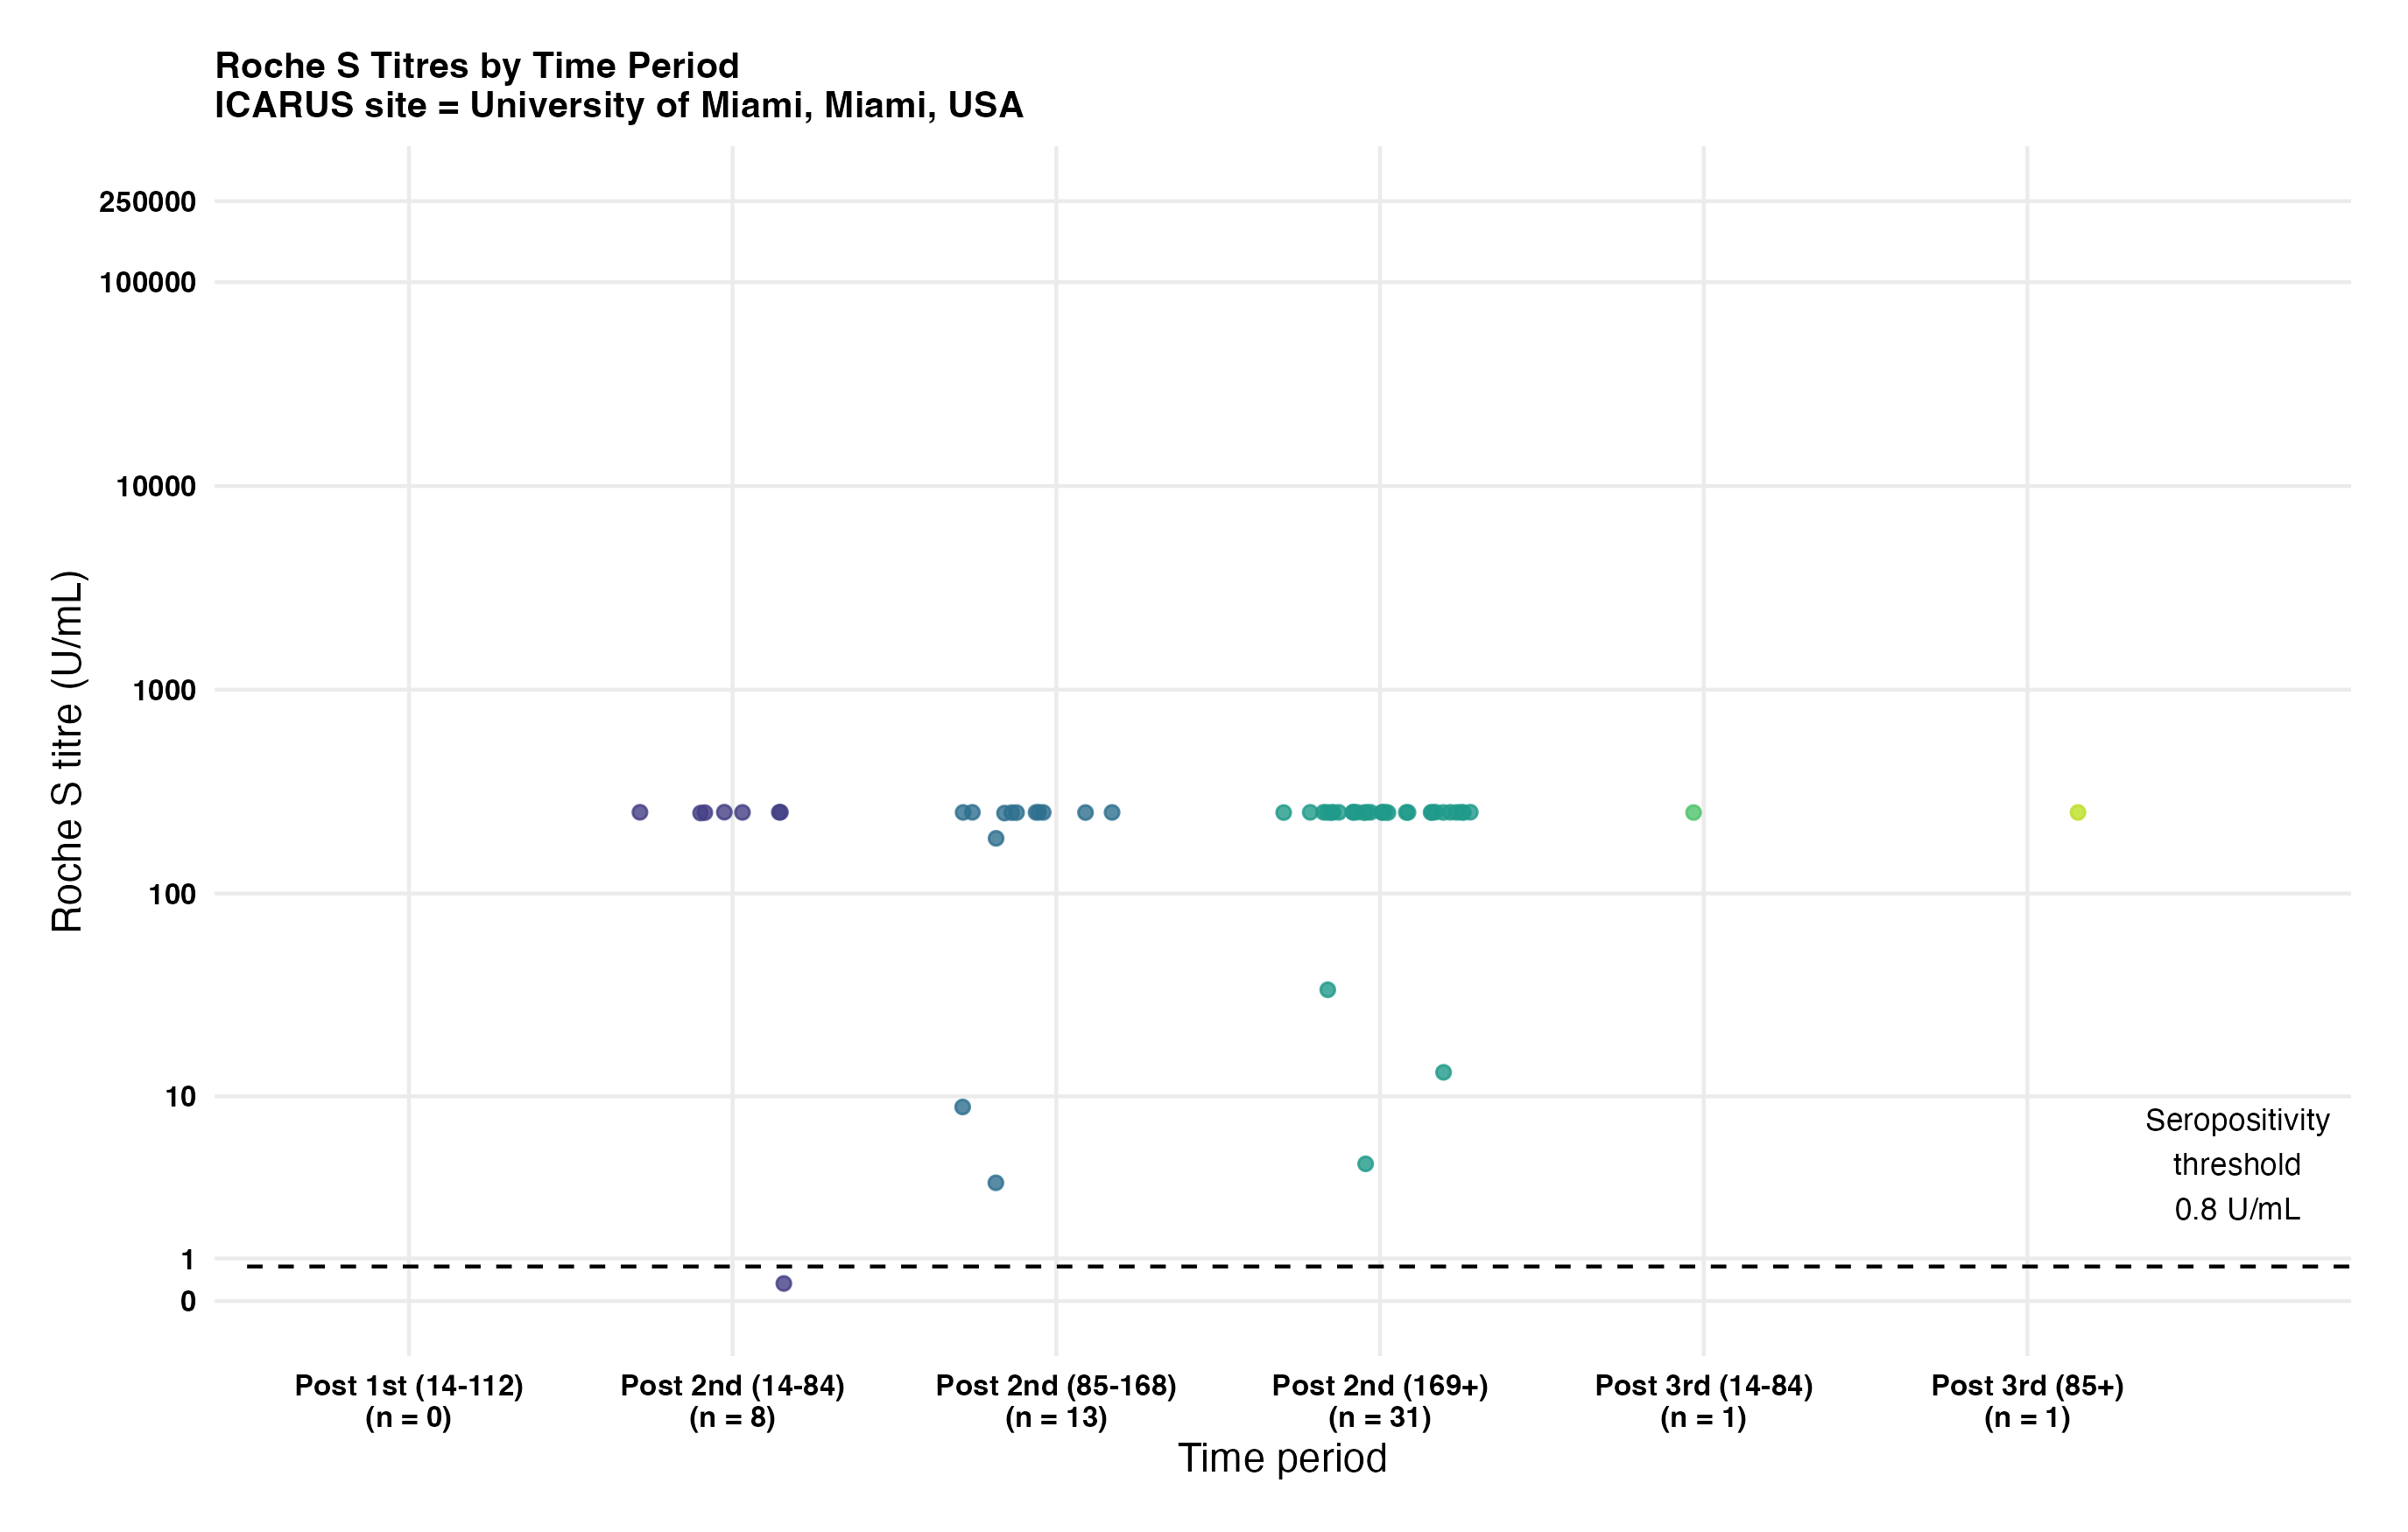 Roche S Titres by Time Period
ICARUS site = University of Miami, Miami, USA
250000
100000
10000
1000
100
10
1
0
Roche S titre (U/mL)
Seropositivity
threshold
0.8 U/mL
Post 1st (14-112)
(n = 0)
Post 2nd (14-84)
(n = 8)
Post 2nd (85-168)
(n = 13)
Post 2nd (169+)
(n = 31)
Post 3rd (14-84)
(n = 1)
Post 3rd (85+)
(n = 1)
Time period